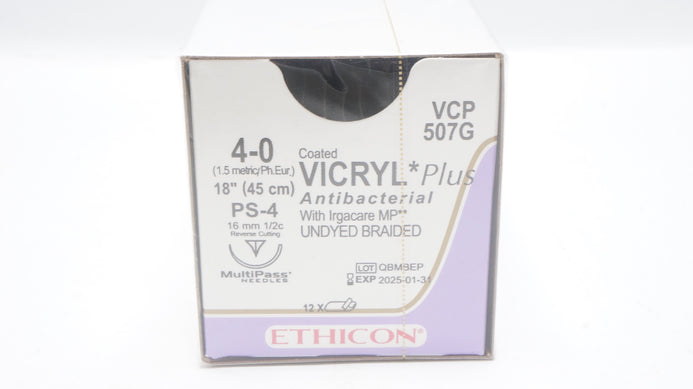 VCP
507G
4-0
(1.5 metric/Ph.Eur.)
18" (45 cm)
PS-4
16 mm 1/2c
Reverse Cutting
MultiPass*
NEEDLES
Coated
VICRYL* Plus
Antibacterial
With Irgacare MP**
UNDYED BRAIDED
LOT QBMBEP
EXP 2025-01-31
12 X
ETHICON*